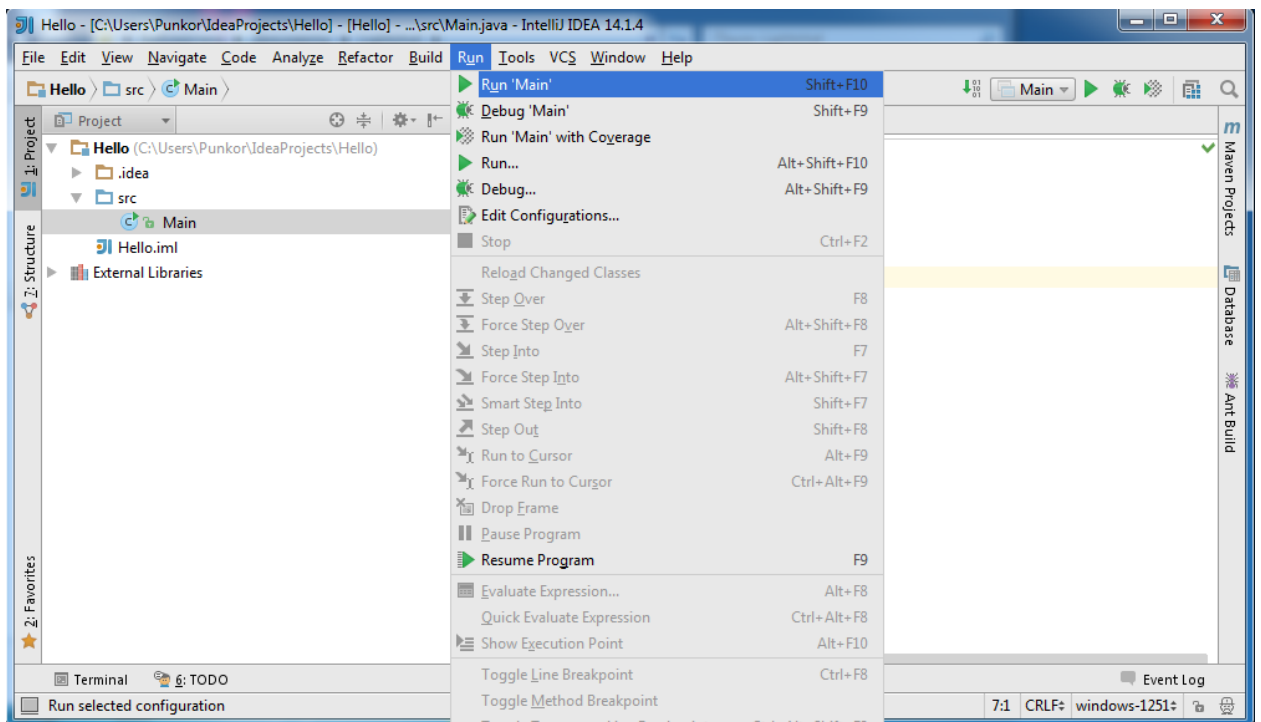 Hello - [C:\Users\Punkor\IdeaProjects\Hello] - [Hello] - ...\src\Main.java - IntelliJ IDEA 14.1.4
File Edit View Navigate Code Analyze Refactor Build Run Tools VCS Window Help
Hello src Main
Main
Project
Hello (C:\Users\Punkor\IdeaProjects\Hello)
.idea
src
Main
Hello.iml
External Libraries
1: Project
7: Structure
2: Favorites
Run 'Main' Shift+F10
Debug 'Main' Shift+F9
Run 'Main' with Coverage
Run... Alt+Shift+F10
Debug... Alt+Shift+F9
Edit Configurations...
Stop Ctrl+F2
Reload Changed Classes
Step Over F8
Force Step Over Alt+Shift+F8
Step Into F7
Force Step Into Alt+Shift+F7
Smart Step Into Shift+F7
Step Out Shift+F8
Run to Cursor Alt+F9
Force Run to Cursor Ctrl+Alt+F9
Drop Frame
Pause Program
Resume Program F9
Evaluate Expression... Alt+F8
Quick Evaluate Expression Ctrl+Alt+F8
Show Execution Point Alt+F10
Toggle Line Breakpoint Ctrl+F8
Toggle Method Breakpoint
Maven Projects
Database
Ant Build
Terminal 6: TODO
Event Log
Run selected configuration
7:1 CRLF windows-1251